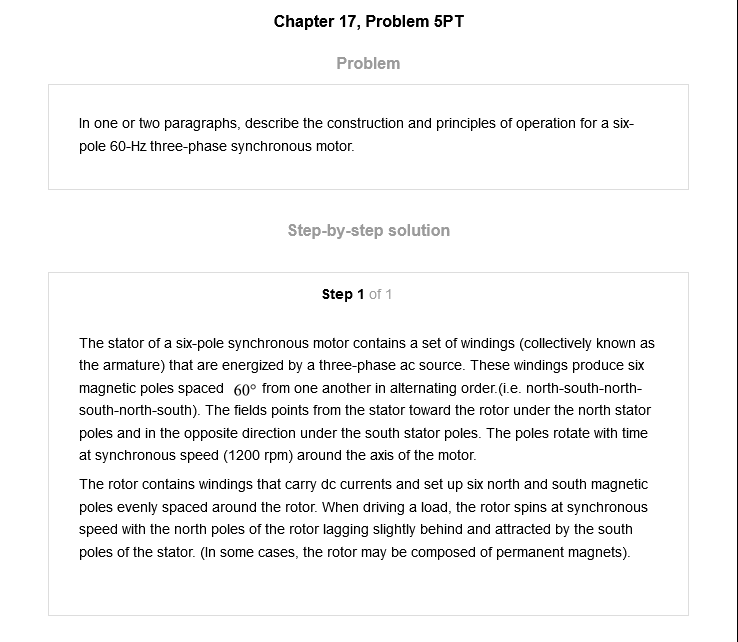 Chapter 17, Problem 5PT
Problem
In one or two paragraphs, describe the construction and principles of operation for a six-
pole 60-Hz three-phase synchronous motor.
Step-by-step solution
Step 1 of 1
The stator of a six-pole synchronous motor contains a set of windings (collectively known as
the armature) that are energized by a three-phase ac source. These windings produce six
magnetic poles spaced 60° from one another in alternating order.(i.e. north-south-north-
south-north-south). The fields points from the stator toward the rotor under the north stator
poles and in the opposite direction under the south stator poles. The poles rotate with time
at synchronous speed (1200 rpm) around the axis of the motor.
The rotor contains windings that carry dc currents and set up six north and south magnetic
poles evenly spaced around the rotor. When driving a load, the rotor spins at synchronous
speed with the north poles of the rotor lagging slightly behind and attracted by the south
poles of the stator. (In some cases, the rotor may be composed of permanent magnets).